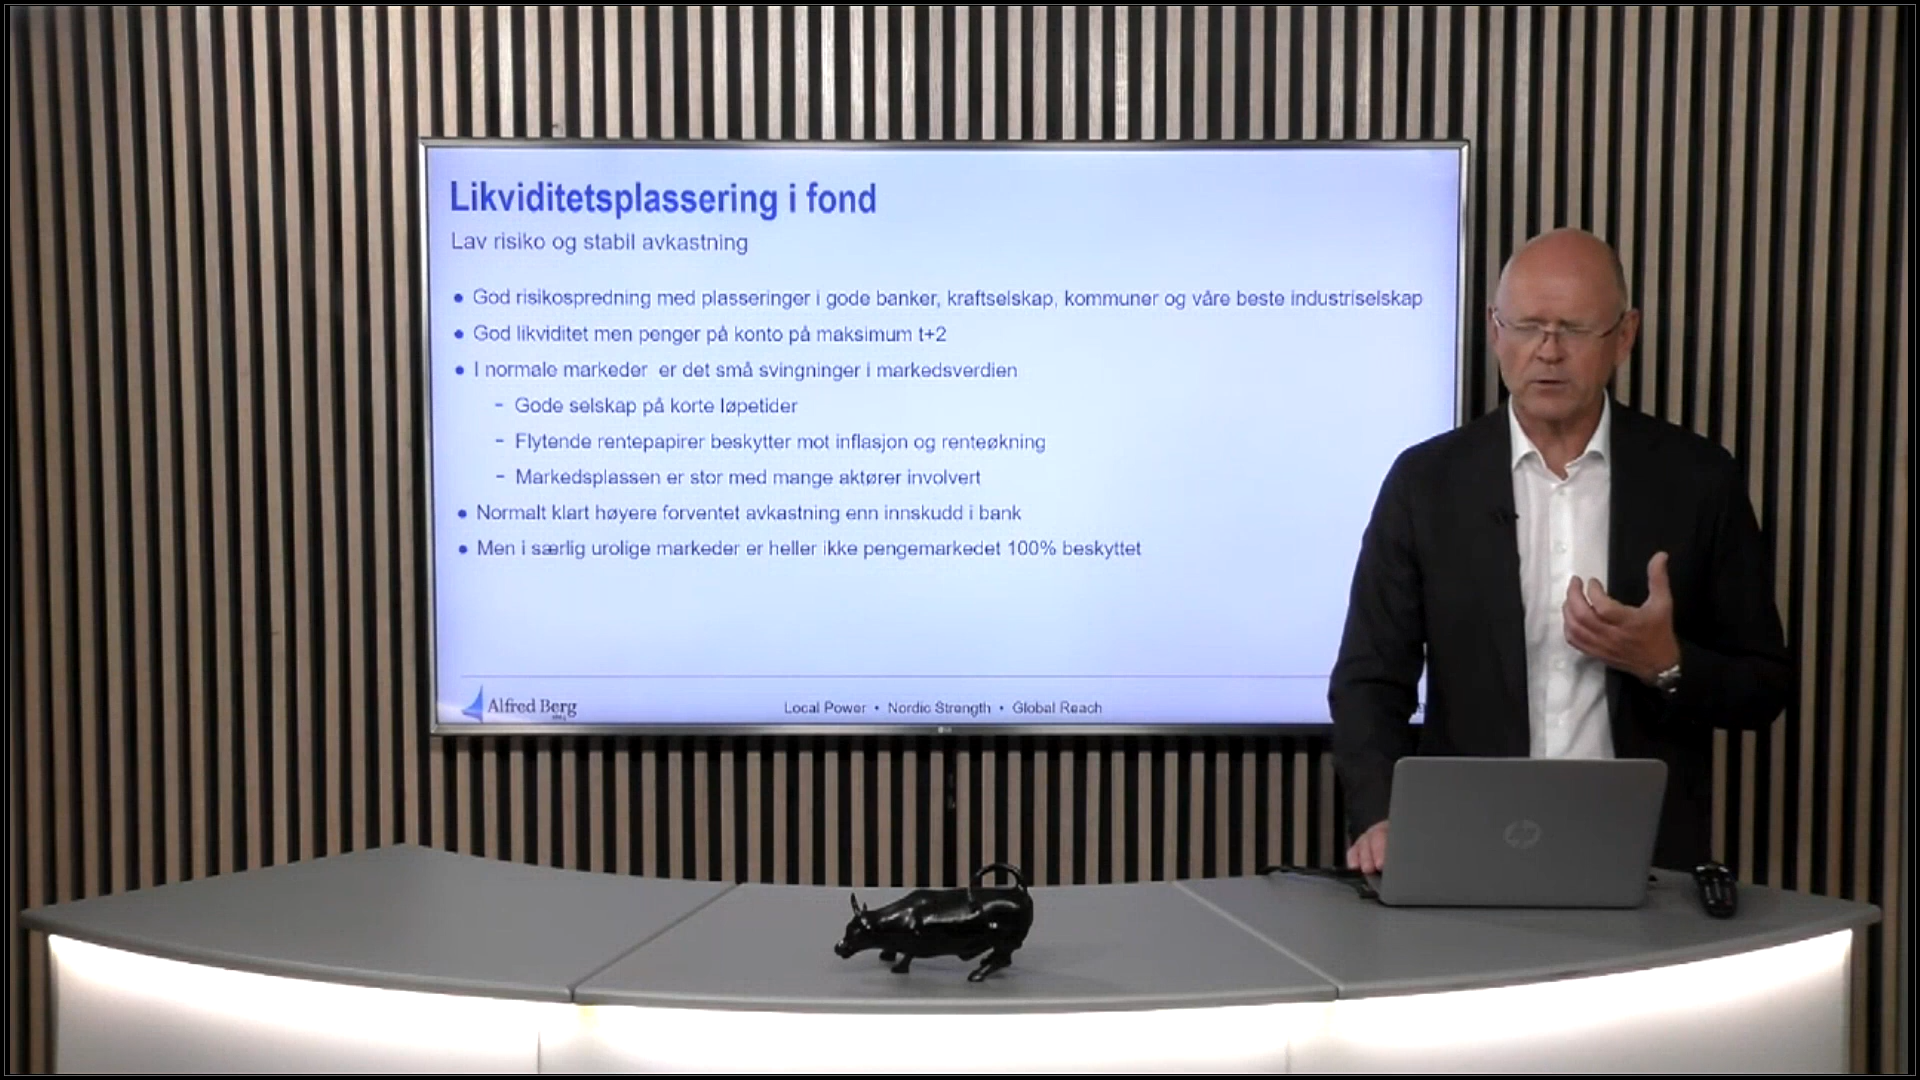 Likviditetsplassering i fond
Lav risiko og stabil avkastning
• God risikospredning med plasseringer i gode banker, kraftselskap, kommuner og våre beste industriselskap
• God likviditet men penger på konto på maksimum t+2
• I normale markeder er det små svingninger i markedsverdien
- Gode selskap på korte løpetider
- Flytende rentepapirer beskytter mot inflasjon og renteøkning
- Markedsplassen er stor med mange aktører involvert
• Normalt klart høyere forventet avkastning enn innskudd i bank
• Men i særlig urolige markeder er heller ikke pengemarkedet 100% beskyttet
Alfred Berg
Local Power • Nordic Strength • Global Reach
hp